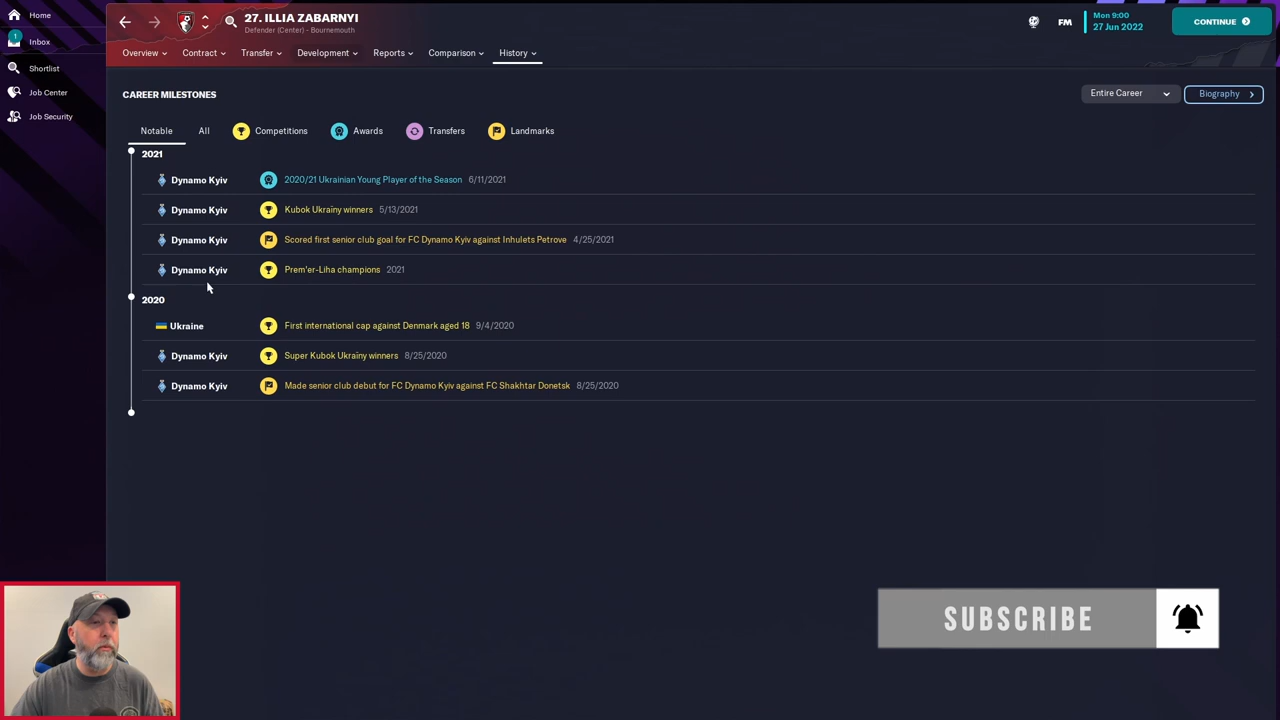 Home
1
Inbox
Shortlist
Job Center
Job Security
27. ILLIA ZABARNYI
Defender (Center) - Bournemouth
FM
Mon 9:00
27 Jun 2022
CONTINUE
Overview
Contract
Transfer
Development
Reports
Comparison
History
CAREER MILESTONES
Entire Career
Biography
Notable
All
Competitions
Awards
Transfers
Landmarks
2021
Dynamo Kyiv 2020/21 Ukrainian Young Player of the Season 6/11/2021
Dynamo Kyiv Kubok Ukraïny winners 5/13/2021
Dynamo Kyiv Scored first senior club goal for FC Dynamo Kyiv against Inhulets Petrove 4/25/2021
Dynamo Kyiv Prem'er-Liha champions 2021
2020
Ukraine First international cap against Denmark aged 18 9/4/2020
Dynamo Kyiv Super Kubok Ukraïny winners 8/25/2020
Dynamo Kyiv Made senior club debut for FC Dynamo Kyiv against FC Shakhtar Donetsk 8/25/2020
SUBSCRIBE